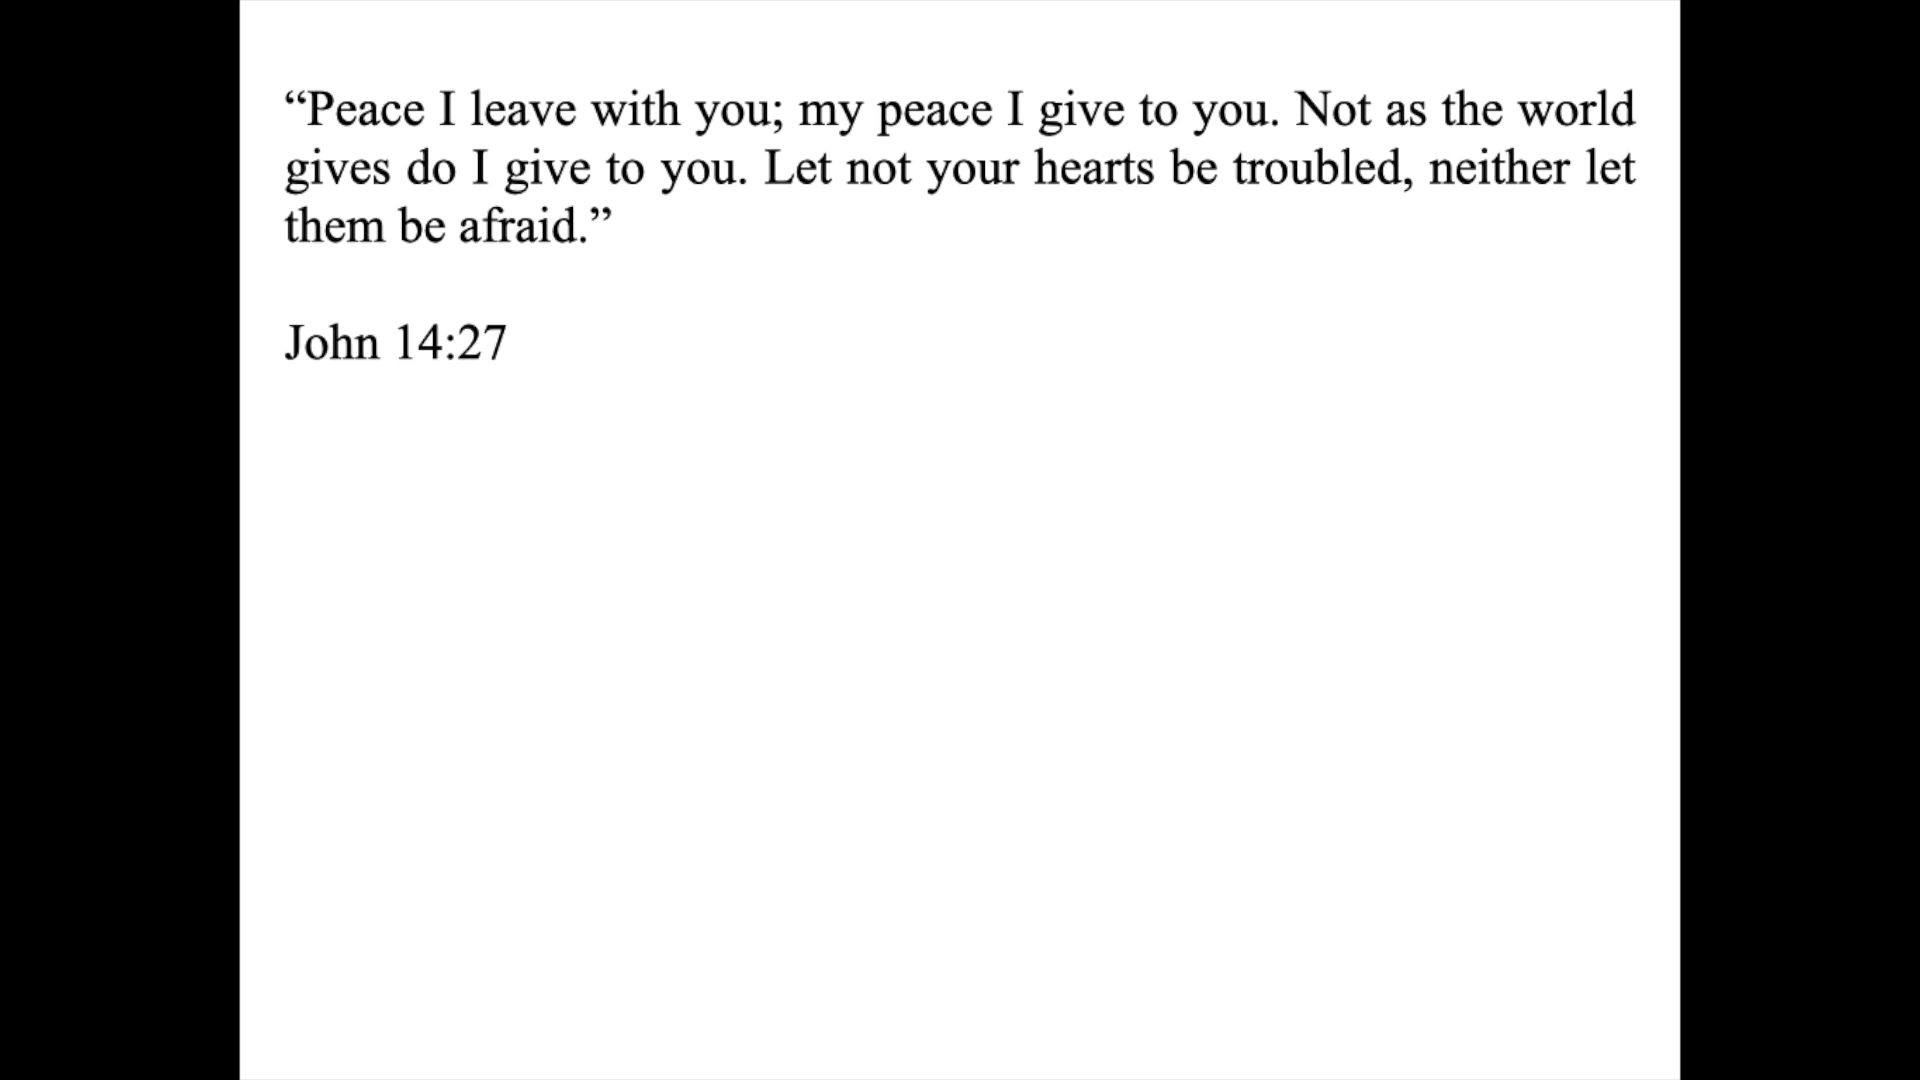 “Peace I leave with you; my peace I give to you. Not as the world
gives do I give to you. Let not your hearts be troubled, neither let
them be afraid.”
John 14:27